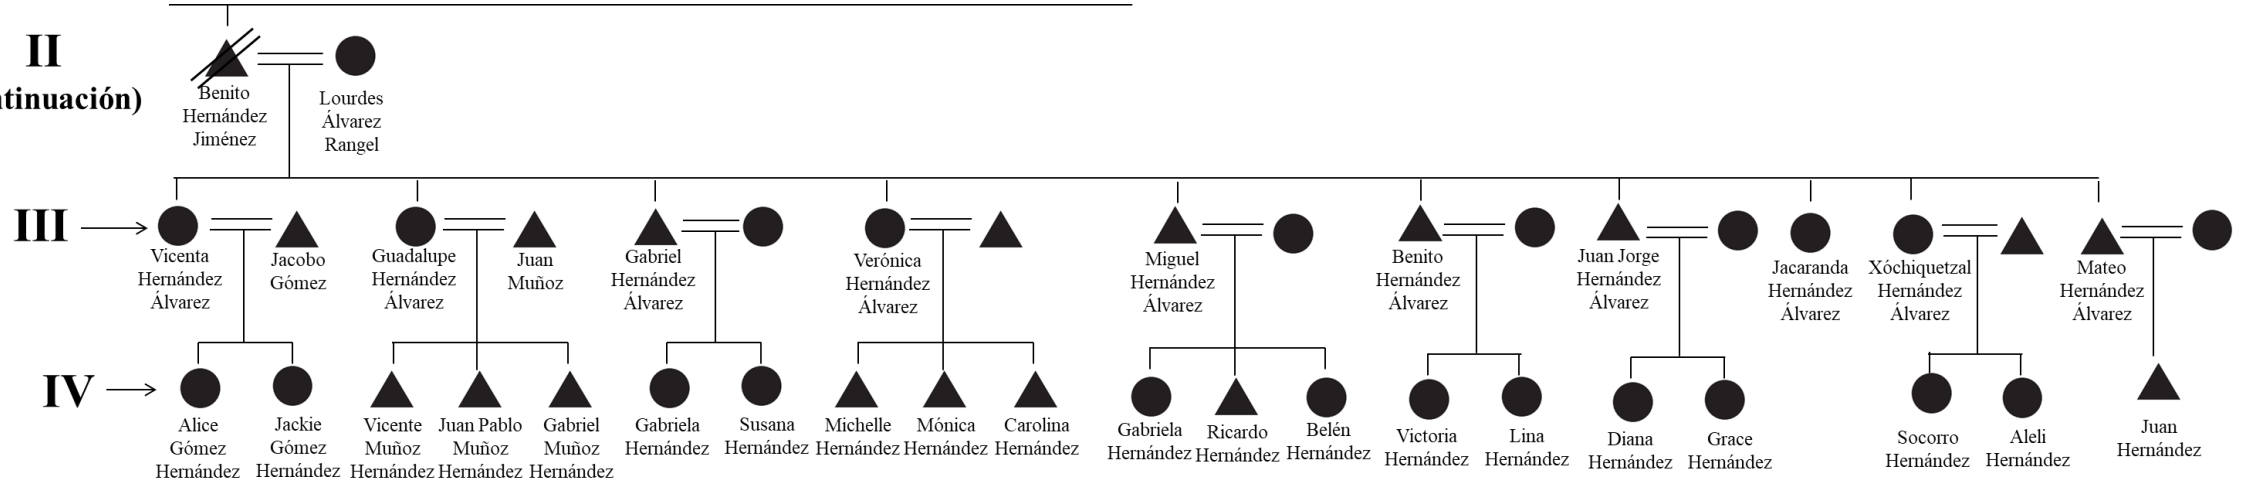 II
ntinuación)
Benito
Hernández
Jiménez
Lourdes
Álvarez
Rangel
III
Vicenta
Hernández
Álvarez
Jacobo
Gómez
Guadalupe
Hernández
Álvarez
Juan
Muñoz
Gabriel
Hernández
Álvarez
Verónica
Hernández
Álvarez
Miguel
Hernández
Álvarez
Benito
Hernández
Álvarez
Juan Jorge
Hernández
Álvarez
Jacaranda
Hernández
Álvarez
Xóchiquetzal
Hernández
Álvarez
Mateo
Hernández
Álvarez
IV
Alice
Gómez
Hernández
Jackie
Gómez
Hernández
Vicente
Muñoz
Hernández
Juan Pablo
Muñoz
Hernández
Gabriel
Muñoz
Hernández
Gabriela
Hernández
Susana
Hernández
Michelle
Hernández
Mónica
Hernández
Carolina
Hernández
Gabriela
Hernández
Ricardo
Hernández
Belén
Hernández
Victoria
Hernández
Lina
Hernández
Diana
Hernández
Grace
Hernández
Socorro
Hernández
Aleli
Hernández
Juan
Hernández